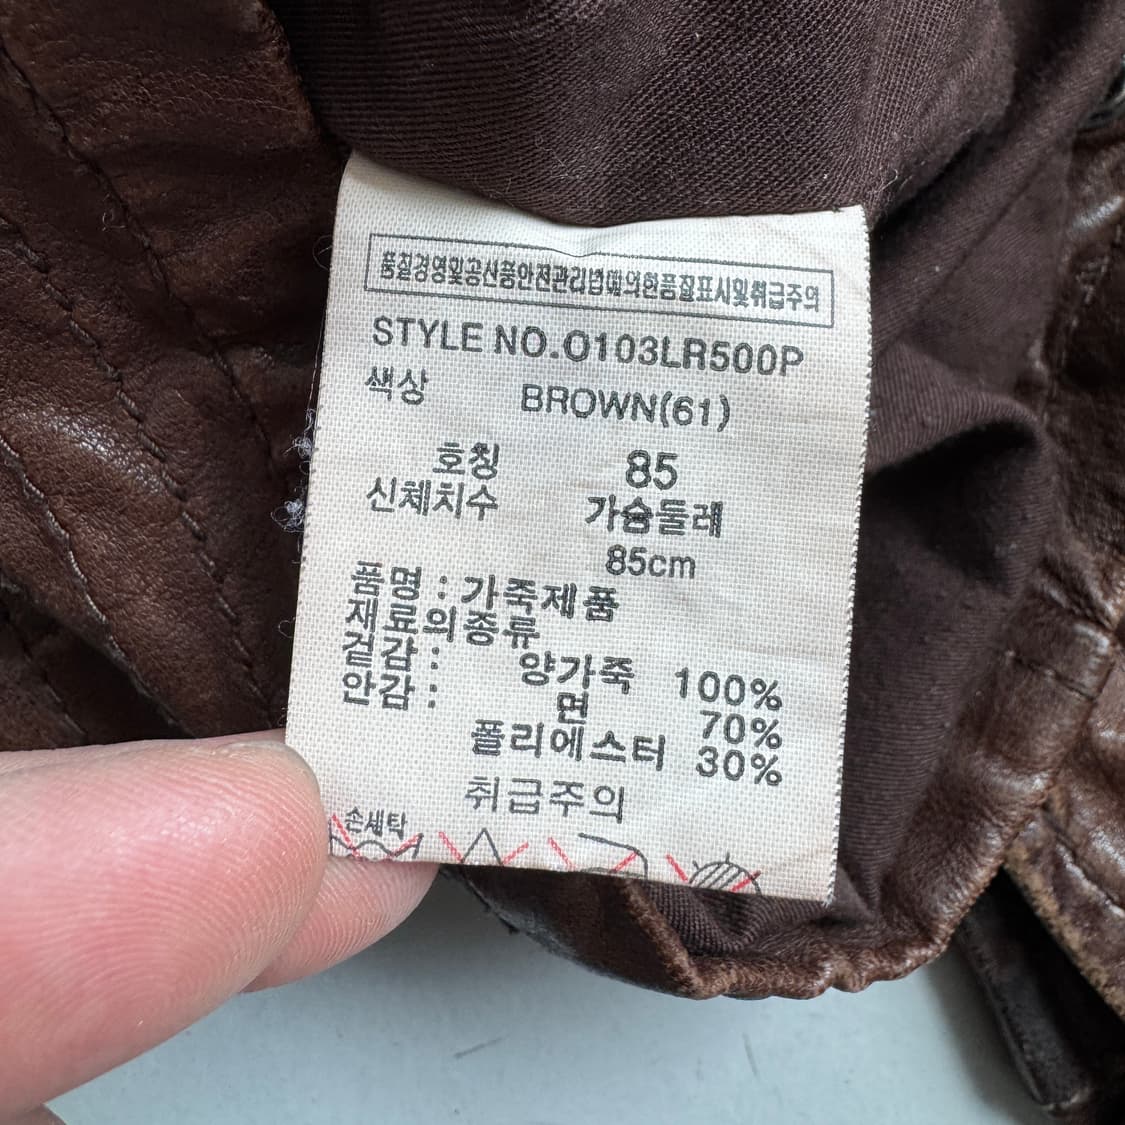 품질경영및공산품안전관리법에의한품질표시및취급주의
STYLE NO.O103LR500P
색상 BROWN(61)
호칭 85
신체치수 가슴둘레
85cm
품명 : 가죽제품
재료의종류
겉감 : 양가죽 100%
안감 : 면 70%
폴리에스터 30%
취급주의
손세탁